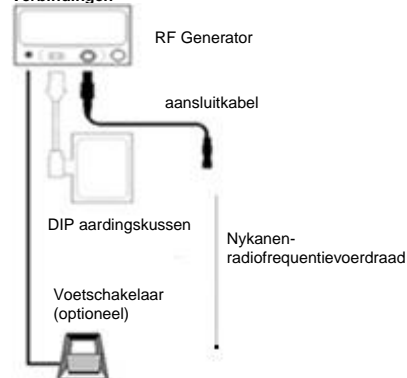 Verbindingen
RF Generator
aansluitkabel
DIP aardingskussen
Nykanen-
radiofrequentievoerdraad
Voetschakelaar
(optioneel)